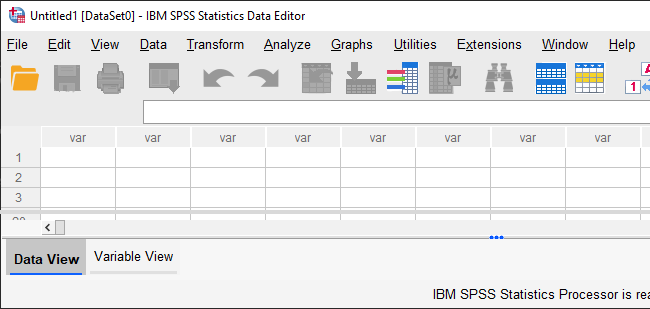 Untitled1 [DataSet0] - IBM SPSS Statistics Data Editor
File Edit View Data Transform Analyze Graphs Utilities Extensions Window Help
μ
1
var var var var var var var var
1
2
3
Data View Variable View
IBM SPSS Statistics Processor is